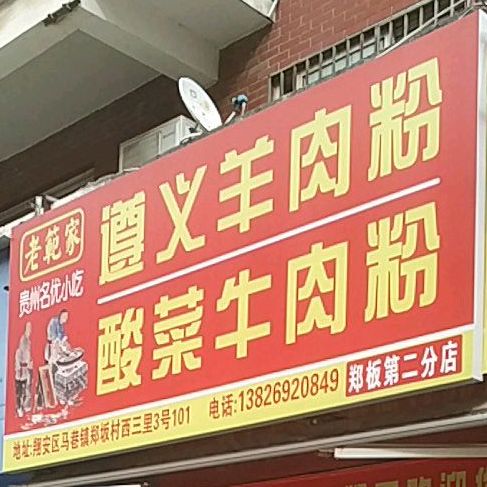 老範家
贵州名优小吃
遵义羊肉粉
酸菜牛肉粉
地址:翔安区马巷镇郑坂村西三里3号101
电话:13826920849
郑板第二分店